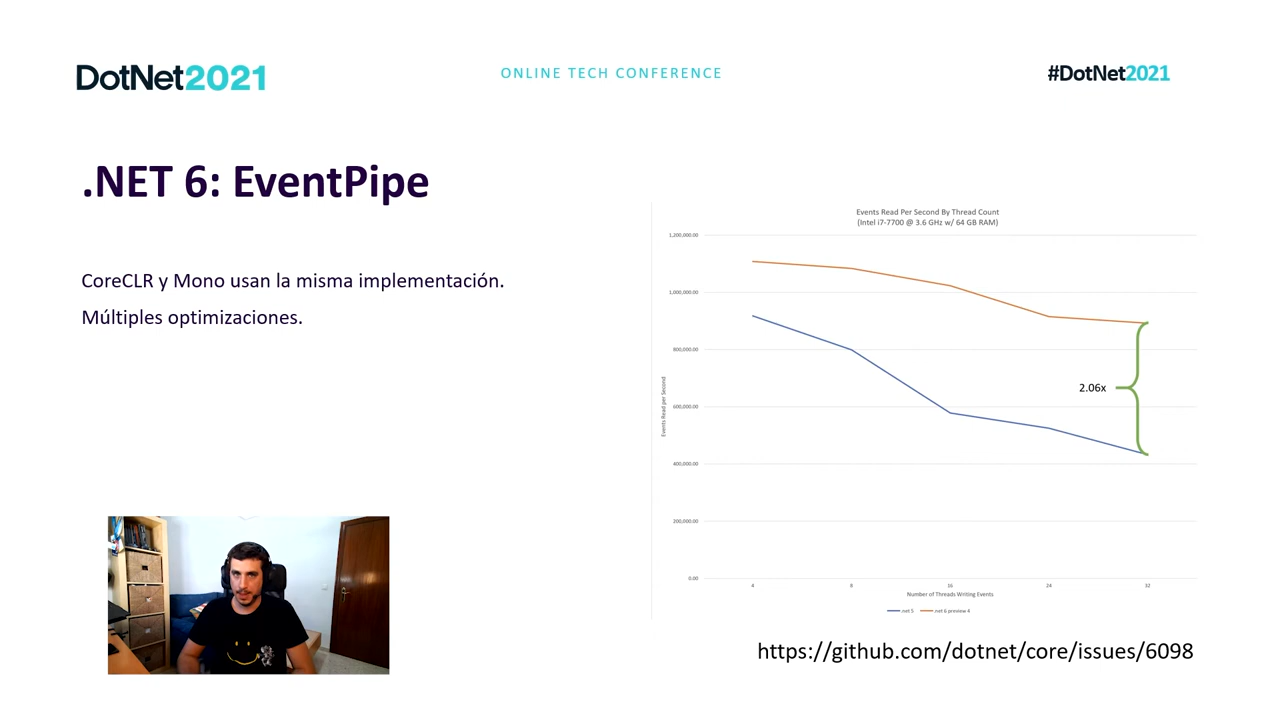 DotNet2021
ONLINE TECH CONFERENCE
#DotNet2021
.NET 6: EventPipe
CoreCLR y Mono usan la misma implementación.
Múltiples optimizaciones.
Events Read Per Second By Thread Count
(Intel i7-7700 @ 3.6 GHz w/ 64 GB RAM)
1,200,000.00
1,000,000.00
800,000.00
600,000.00
400,000.00
200,000.00
0.00
Events Read per Second
2.06x
4 8 16 24 32
Number of Threads Writing Events
.net 5 .net 6 preview 4
https://github.com/dotnet/core/issues/6098